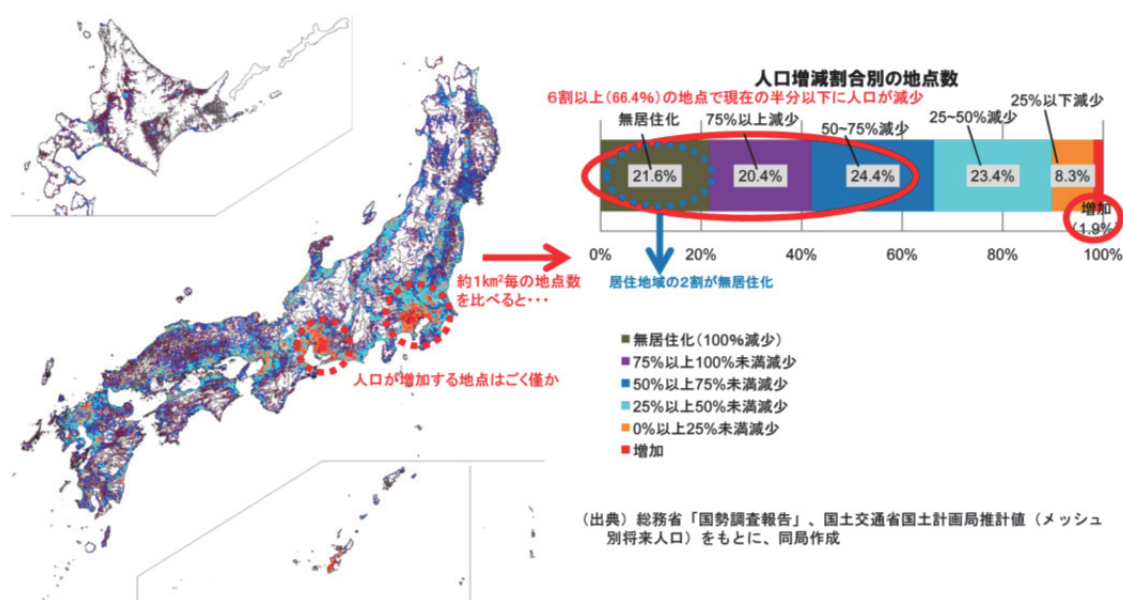 人口増減割合別の地点数
6割以上(66.4%)の地点で現在の半分以下に人口が減少
無居住化
75%以上減少
50~75%減少
25~50%減少
25%以下減少
21.6%
20.4%
24.4%
23.4%
8.3%
増加
(1.9%)
0%
20%
40%
60%
80%
100%
居住地域の2割が無居住化
約1km²毎の地点数
を比べると・・・
人口が増加する地点はごく僅か
無居住化(100%減少)
75%以上100%未満減少
50%以上75%未満減少
25%以上50%未満減少
0%以上25%未満減少
増加
(出典)総務省「国勢調査報告」、国土交通省国土計画局推計値(メッシュ
別将来人口)をもとに、同局作成